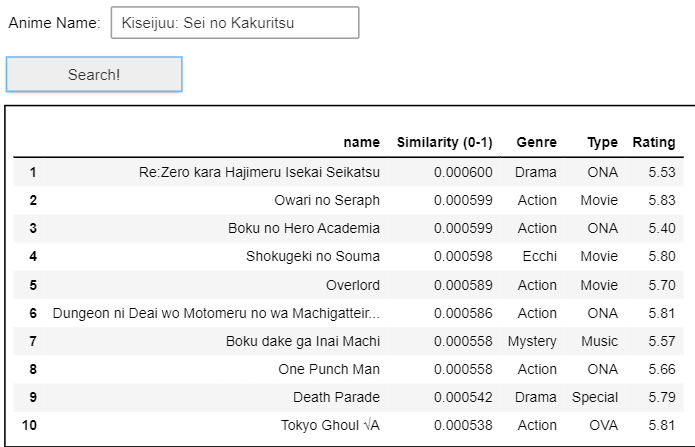 Anime Name: Kiseijuu: Sei no Kakuritsu
Search!
name Similarity (0-1) Genre Type Rating
1 Re:Zero kara Hajimeru Isekai Seikatsu 0.000600 Drama ONA 5.53
2 Owari no Seraph 0.000599 Action Movie 5.83
3 Boku no Hero Academia 0.000599 Action ONA 5.40
4 Shokugeki no Souma 0.000598 Ecchi Movie 5.80
5 Overlord 0.000589 Action Movie 5.70
6 Dungeon ni Deai wo Motomeru no wa Machigatteir... 0.000586 Action ONA 5.81
7 Boku dake ga Inai Machi 0.000558 Mystery Music 5.57
8 One Punch Man 0.000558 Action ONA 5.66
9 Death Parade 0.000542 Drama Special 5.79
10 Tokyo Ghoul √A 0.000538 Action OVA 5.81